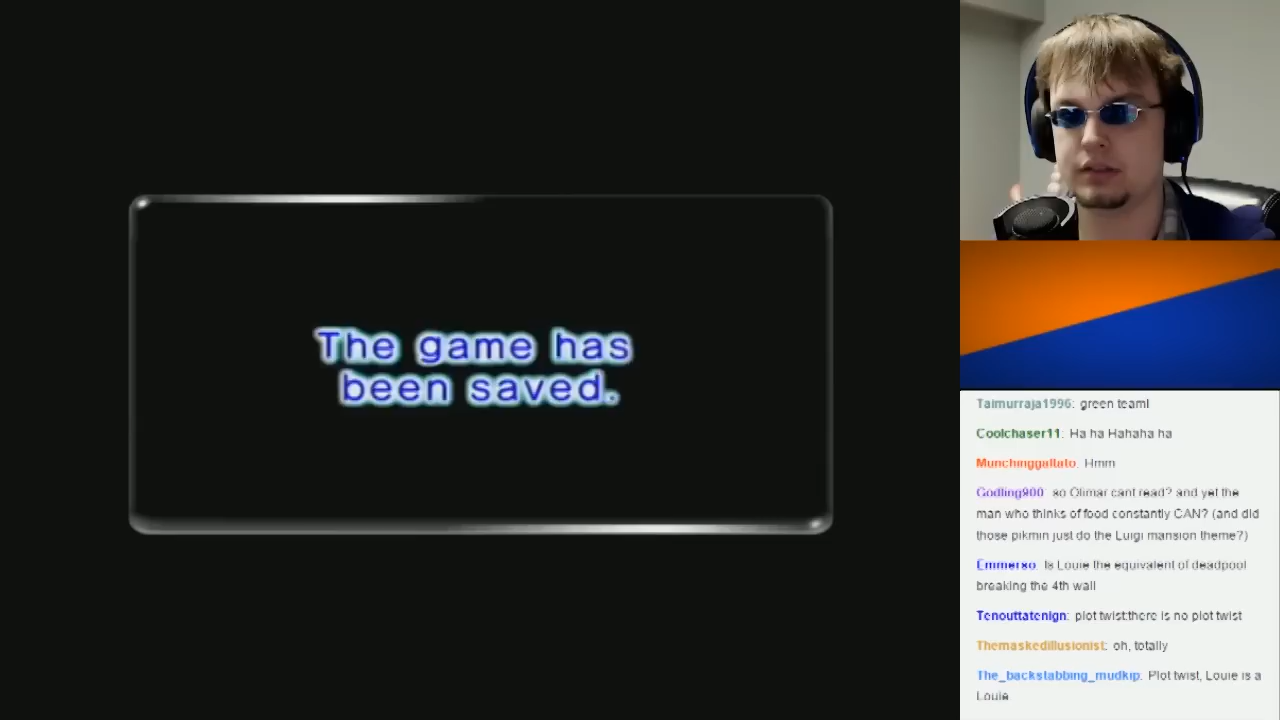 The game has
been saved.
Taimurraja1996: green team!
Coolchaser11: Ha ha Hahaha ha
Munchinggallato: Hmm
Godling900: so Olimar cant read? and yet the
man who thinks of food constantly CAN? (and did
those pikmin just do the Luigi mansion theme?)
Emmerso: Is Louie the equivalent of deadpool
breaking the 4th wall
Tenouttatenign: plot twist:there is no plot twist
Themaskedillusionist: oh, totally
The_backstabbing_mudkip: Plot twist, Louie is a
Louie